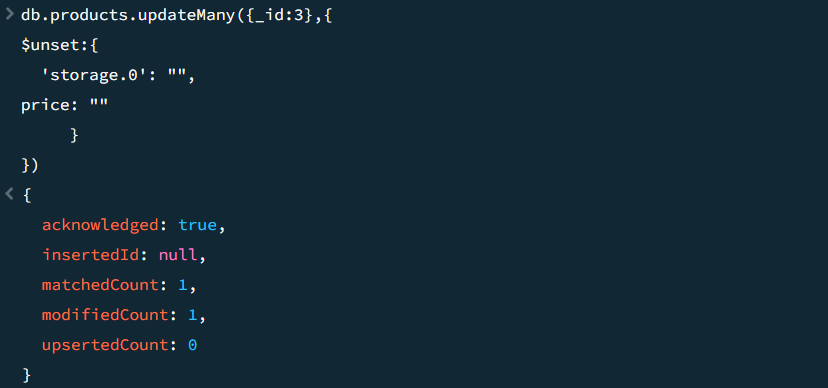 > db.products.updateMany({_id:3},{
$unset:{
'storage.0': "",
price: ""
}
})
< {
acknowledged: true,
insertedId: null,
matchedCount: 1,
modifiedCount: 1,
upsertedCount: 0
}